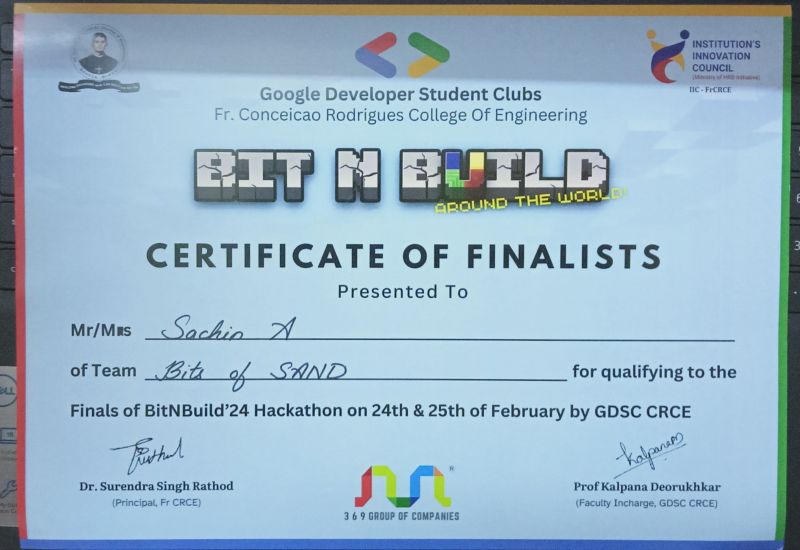 INSTITUTION'S
INNOVATION
COUNCIL
(Ministry of HRD Initiative)
IIC - FrCRCE
Google Developer Student Clubs
Fr. Conceicao Rodrigues College Of Engineering
BIT N BUILD
AROUND THE WORLD!
CERTIFICATE OF FINALISTS
Presented To
Mr/Mrs Sachin A
of Team Bits of SAND for qualifying to the
Finals of BitNBuild'24 Hackathon on 24th & 25th of February by GDSC CRCE
Kalpanam
Dr. Surendra Singh Rathod
(Principal, Fr CRCE)
Prof Kalpana Deorukhkar
(Faculty Incharge, GDSC CRCE)
®
3 6 9 GROUP OF COMPANIES